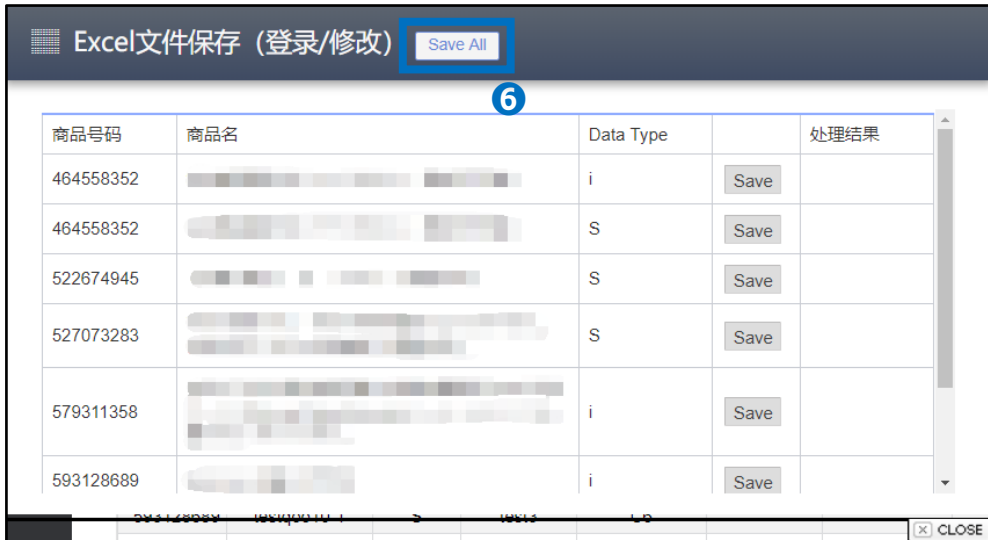 Excel文件保存（登录/修改） Save All
6
商品号码 商品名 Data Type 处理结果
464558352 i Save
464558352 S Save
522674945 S Save
527073283 S Save
579311358 i Save
593128689 i Save
593128689 S
CLOSE